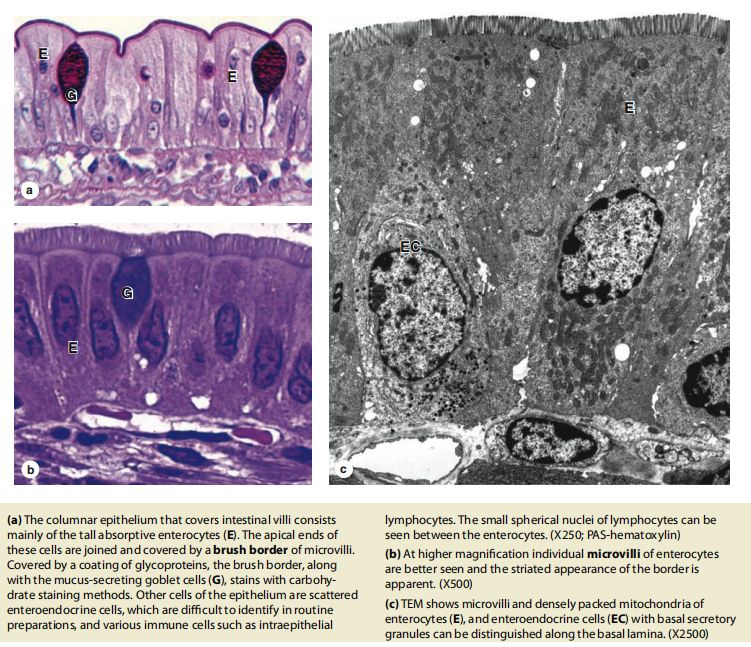 E
E
G
a
G
E
b
E
EC
c
(a) The columnar epithelium that covers intestinal villi consists
mainly of the tall absorptive enterocytes (E). The apical ends of
these cells are joined and covered by a brush border of microvilli.
Covered by a coating of glycoproteins, the brush border, along
with the mucus-secreting goblet cells (G), stains with carbohy-
drate staining methods. Other cells of the epithelium are scattered
enteroendocrine cells, which are difficult to identify in routine
preparations, and various immune cells such as intraepithelial
lymphocytes. The small spherical nuclei of lymphocytes can be
seen between the enterocytes. (X250; PAS-hematoxylin)
(b) At higher magnification individual microvilli of enterocytes
are better seen and the striated appearance of the border is
apparent. (X500)
(c) TEM shows microvilli and densely packed mitochondria of
enterocytes (E), and enteroendocrine cells (EC) with basal secretory
granules can be distinguished along the basal lamina. (X2500)